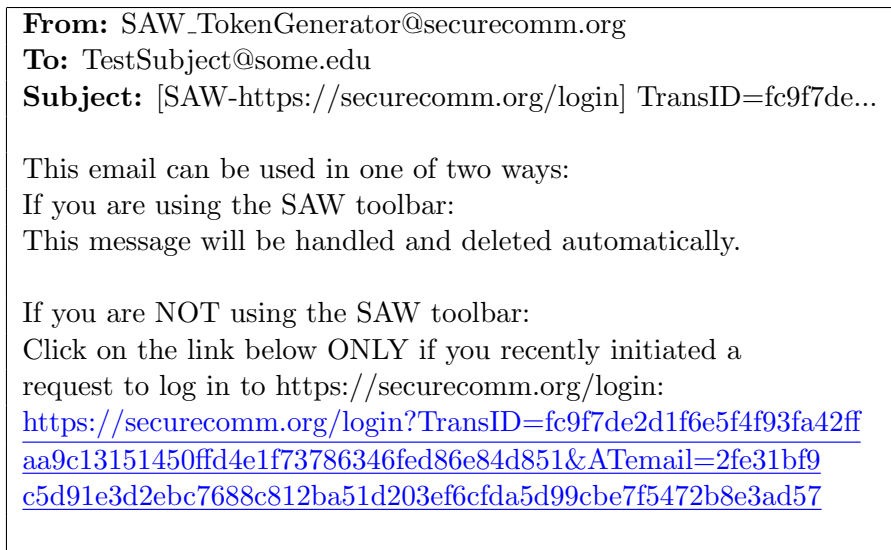 From: SAW_TokenGenerator@securecomm.org
To: TestSubject@some.edu
Subject: [SAW-https://securecomm.org/login] TransID=fc9f7de...
This email can be used in one of two ways:
If you are using the SAW toolbar:
This message will be handled and deleted automatically.
If you are NOT using the SAW toolbar:
Click on the link below ONLY if you recently initiated a
request to log in to https://securecomm.org/login:
https://securecomm.org/login?TransID=fc9f7de2d1f6e5f4f93fa42ff
aa9c13151450ffd4e1f73786346fed86e84d851&ATemail=2fe31bf9
c5d91e3d2ebc7688c812ba51d203ef6cfda5d99cbe7f5472b8e3ad57